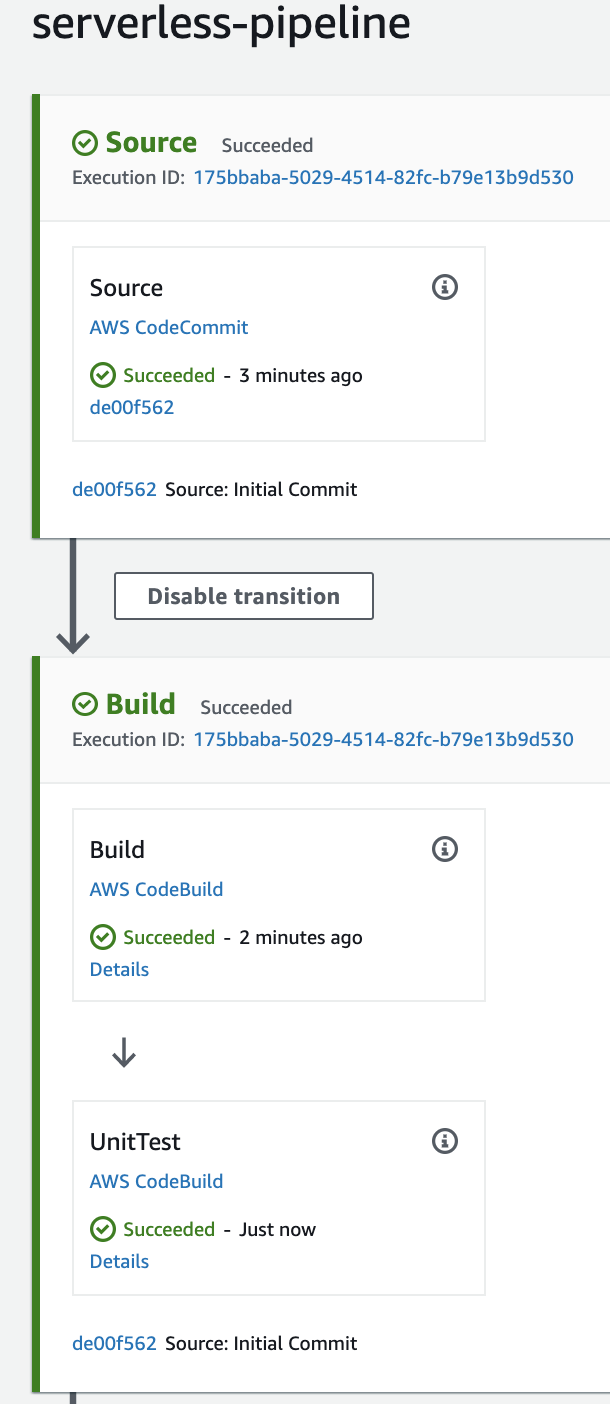 serverless-pipeline
Source Succeeded
Execution ID: 175bbaba-5029-4514-82fc-b79e13b9d530
Source
AWS CodeCommit
Succeeded - 3 minutes ago
de00f562
de00f562 Source: Initial Commit
Disable transition
Build Succeeded
Execution ID: 175bbaba-5029-4514-82fc-b79e13b9d530
Build
AWS CodeBuild
Succeeded - 2 minutes ago
Details
UnitTest
AWS CodeBuild
Succeeded - Just now
Details
de00f562 Source: Initial Commit